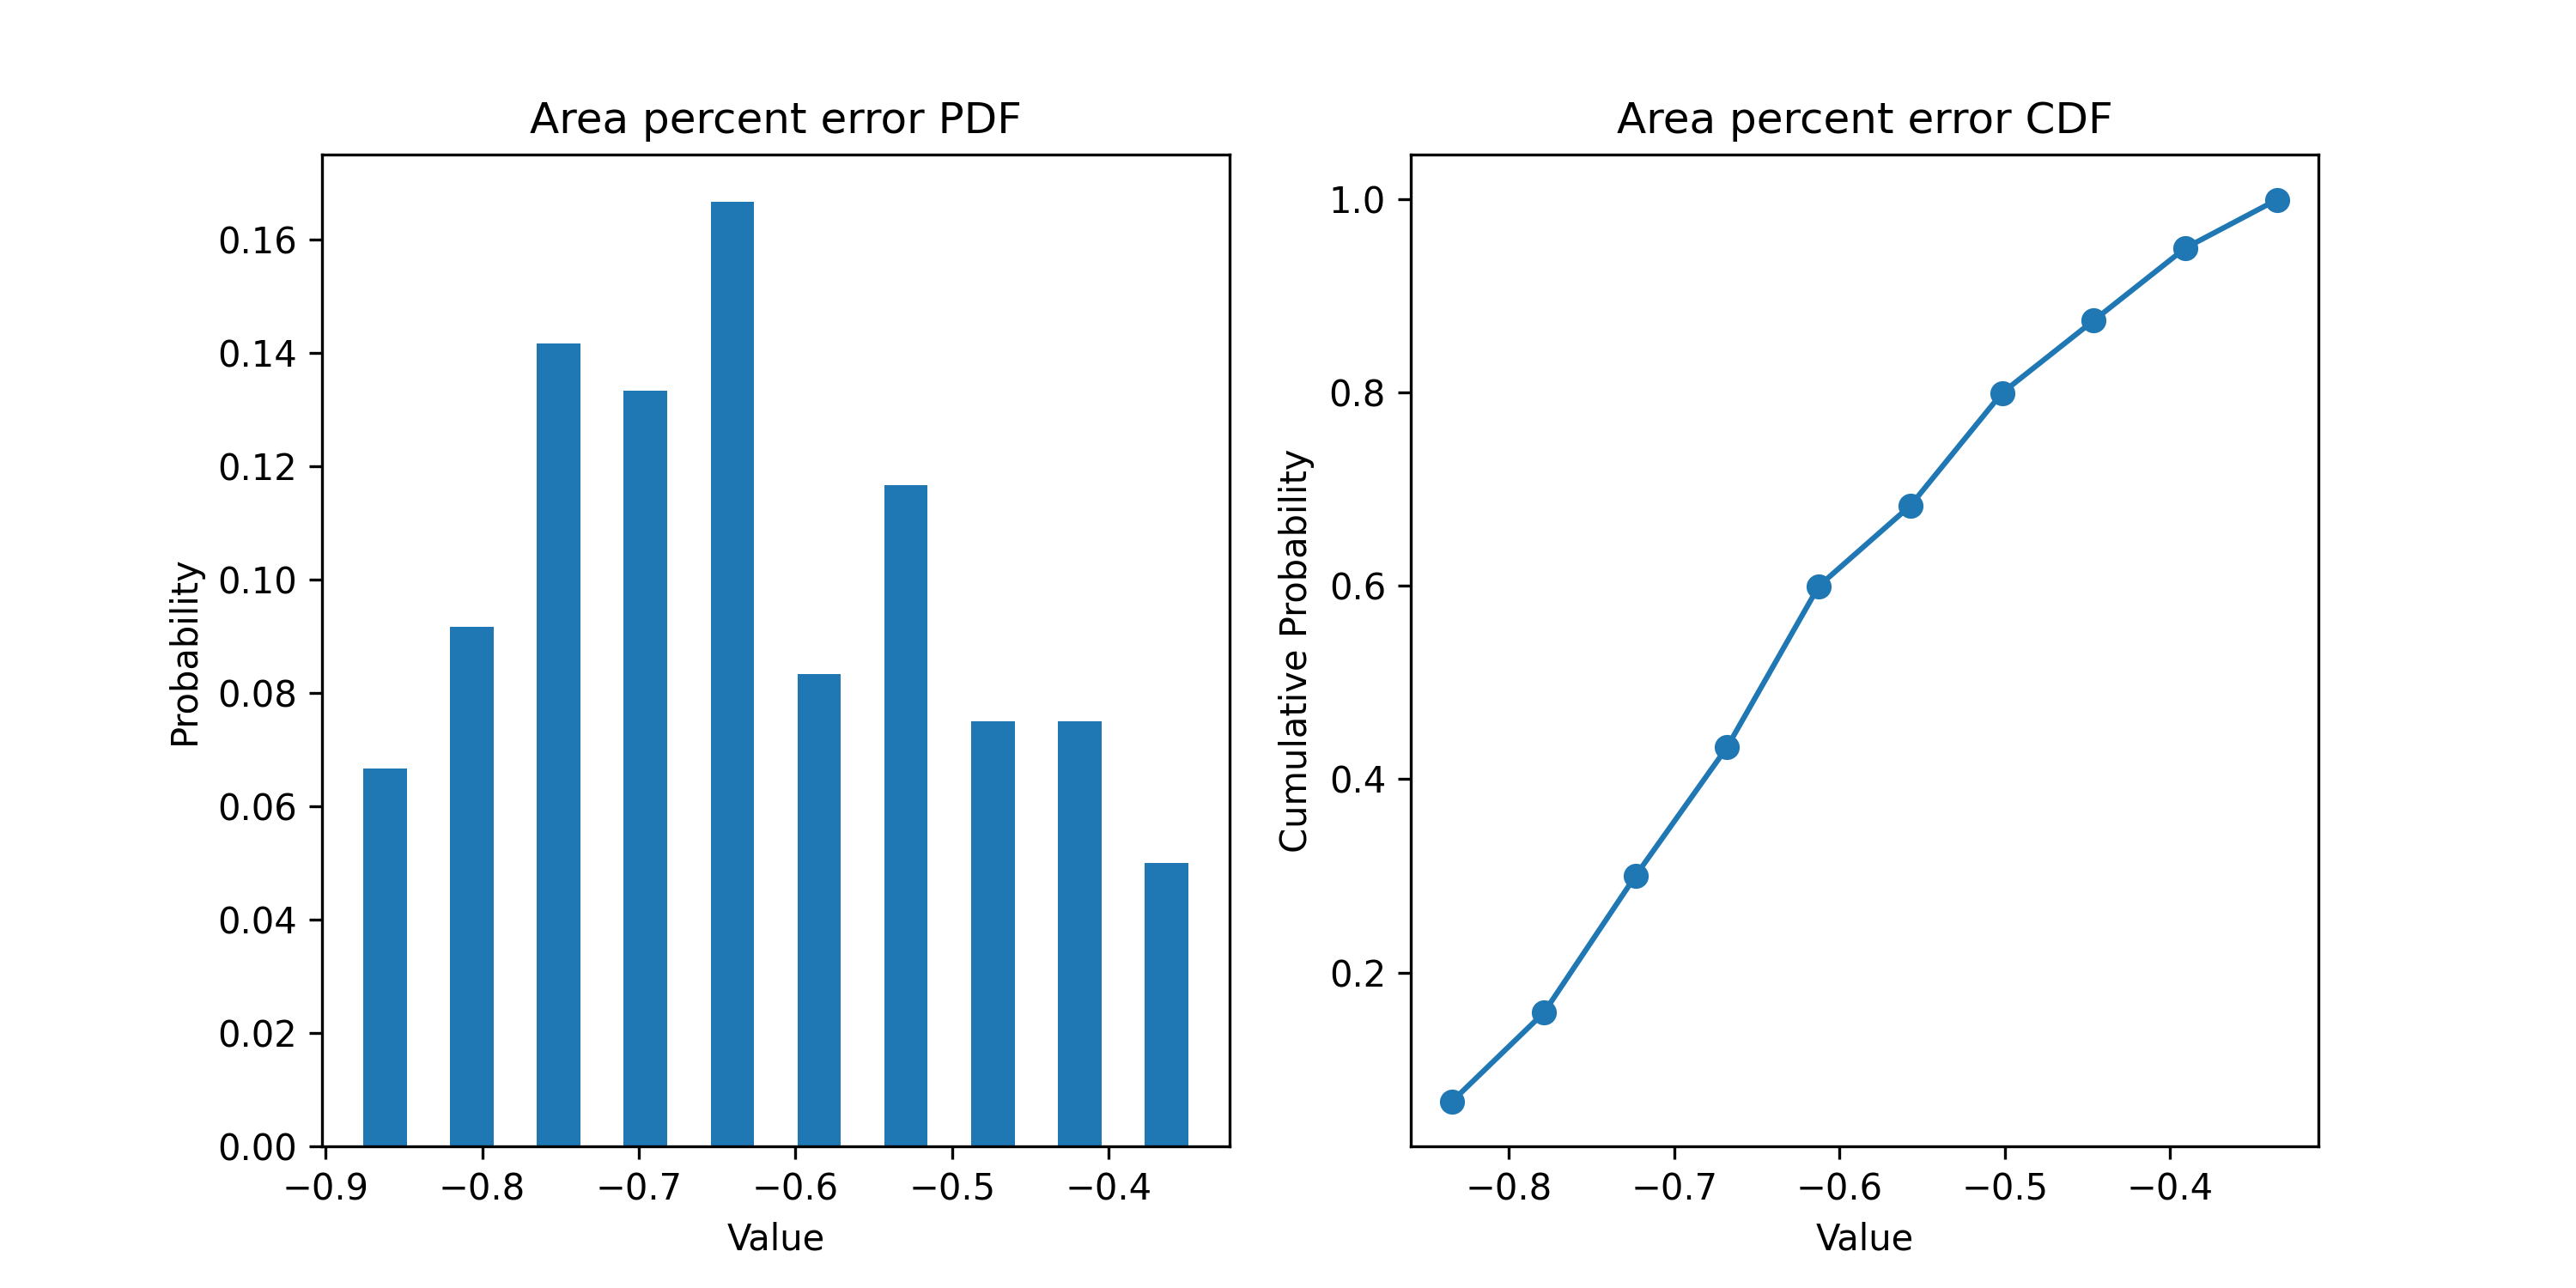 Area percent error PDF
0.16
0.14
0.12
0.10
0.08
0.06
0.04
0.02
0.00
Probability
−0.9 −0.8 −0.7 −0.6 −0.5 −0.4
Value
Area percent error CDF
1.0
0.8
0.6
0.4
0.2
Cumulative Probability
−0.8 −0.7 −0.6 −0.5 −0.4
Value